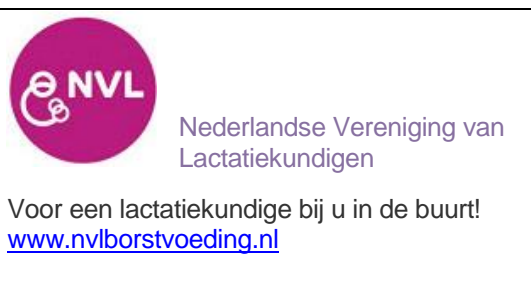 NVL
Nederlandse Vereniging van
Lactatiekundigen
Voor een lactatiekundige bij u in de buurt!
www.nvlborstvoeding.nl